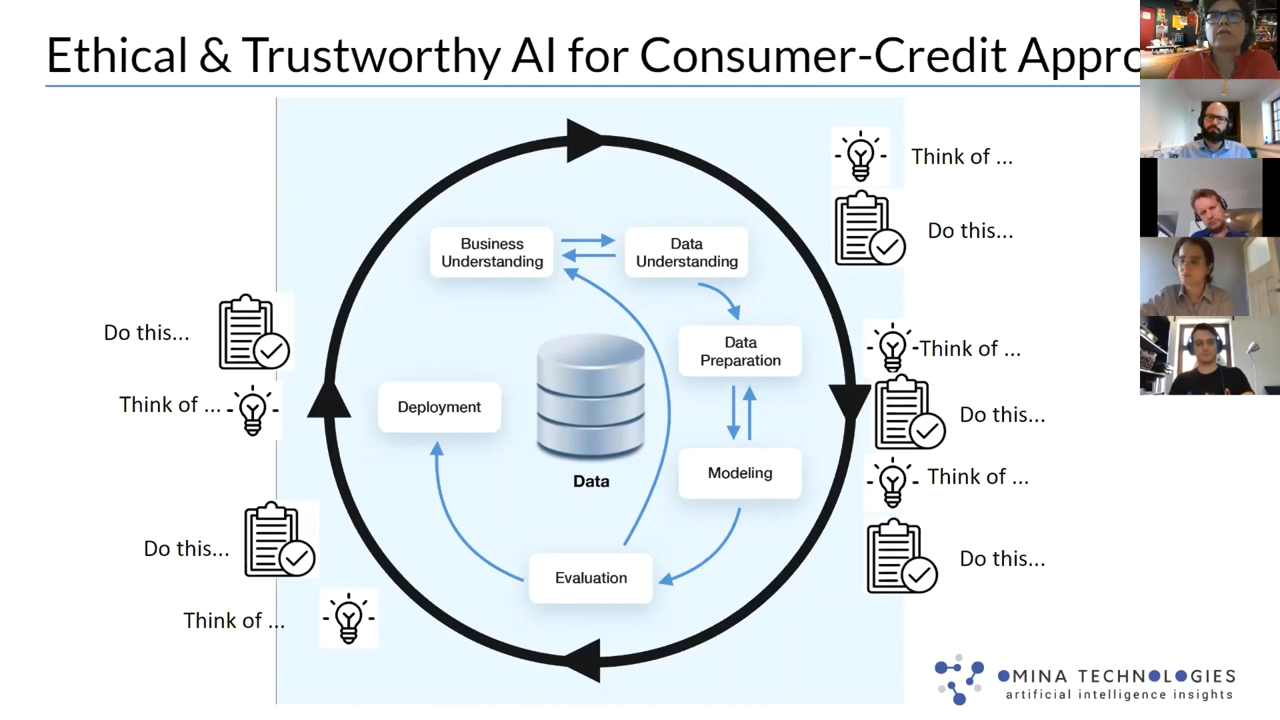 Ethical & Trustworthy AI for Consumer-Credit Appro
Think of ...
Do this...
Business
Understanding
Data
Understanding
Do this...
Think of ...
Data
Preparation
Think of ...
Do this...
Deployment
Data
Modeling
Think of ...
Do this...
Do this...
Evaluation
Think of ...
OMINA TECHNOLOGIES
artificial intelligence insights